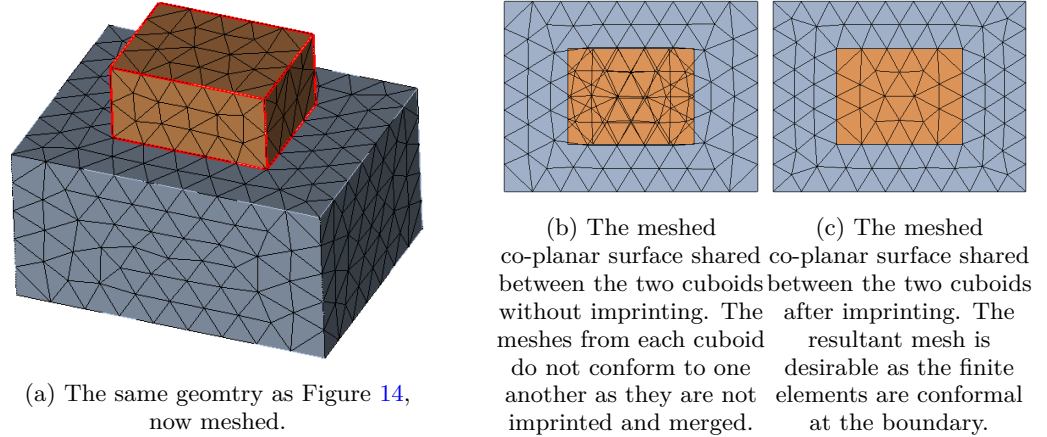 (a) The same geomtry as Figure 14,
now meshed.
(b) The meshed
co-planar surface shared
between the two cuboids
without imprinting. The
meshes from each cuboid
do not conform to one
another as they are not
imprinted and merged.
(c) The meshed
co-planar surface shared
between the two cuboids
after imprinting. The
resultant mesh is
desirable as the finite
elements are conformal
at the boundary.